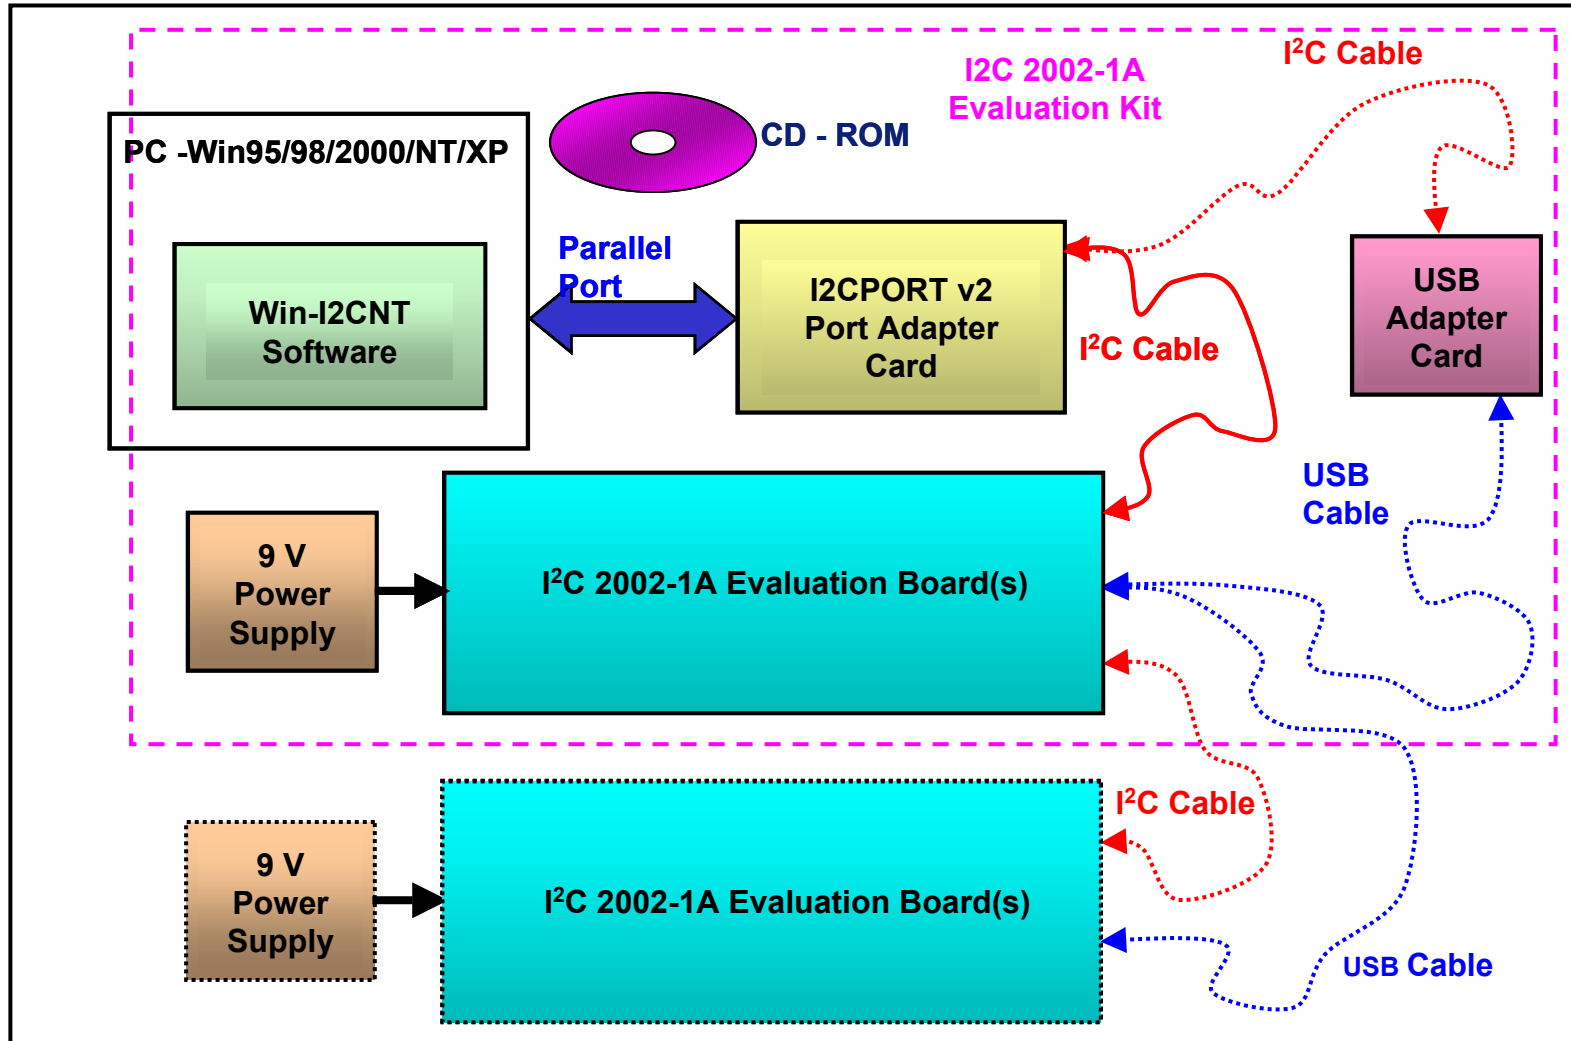 I²C Cable
I2C 2002-1A
Evaluation Kit
CD - ROM
PC -Win95/98/2000/NT/XP
Parallel
Port
Win-I2CNT
Software
I2CPORT v2
Port Adapter
Card
USB
Adapter
Card
I²C Cable
USB
Cable
9 V
Power
Supply
I²C 2002-1A Evaluation Board(s)
I²C Cable
9 V
Power
Supply
I²C 2002-1A Evaluation Board(s)
USB Cable